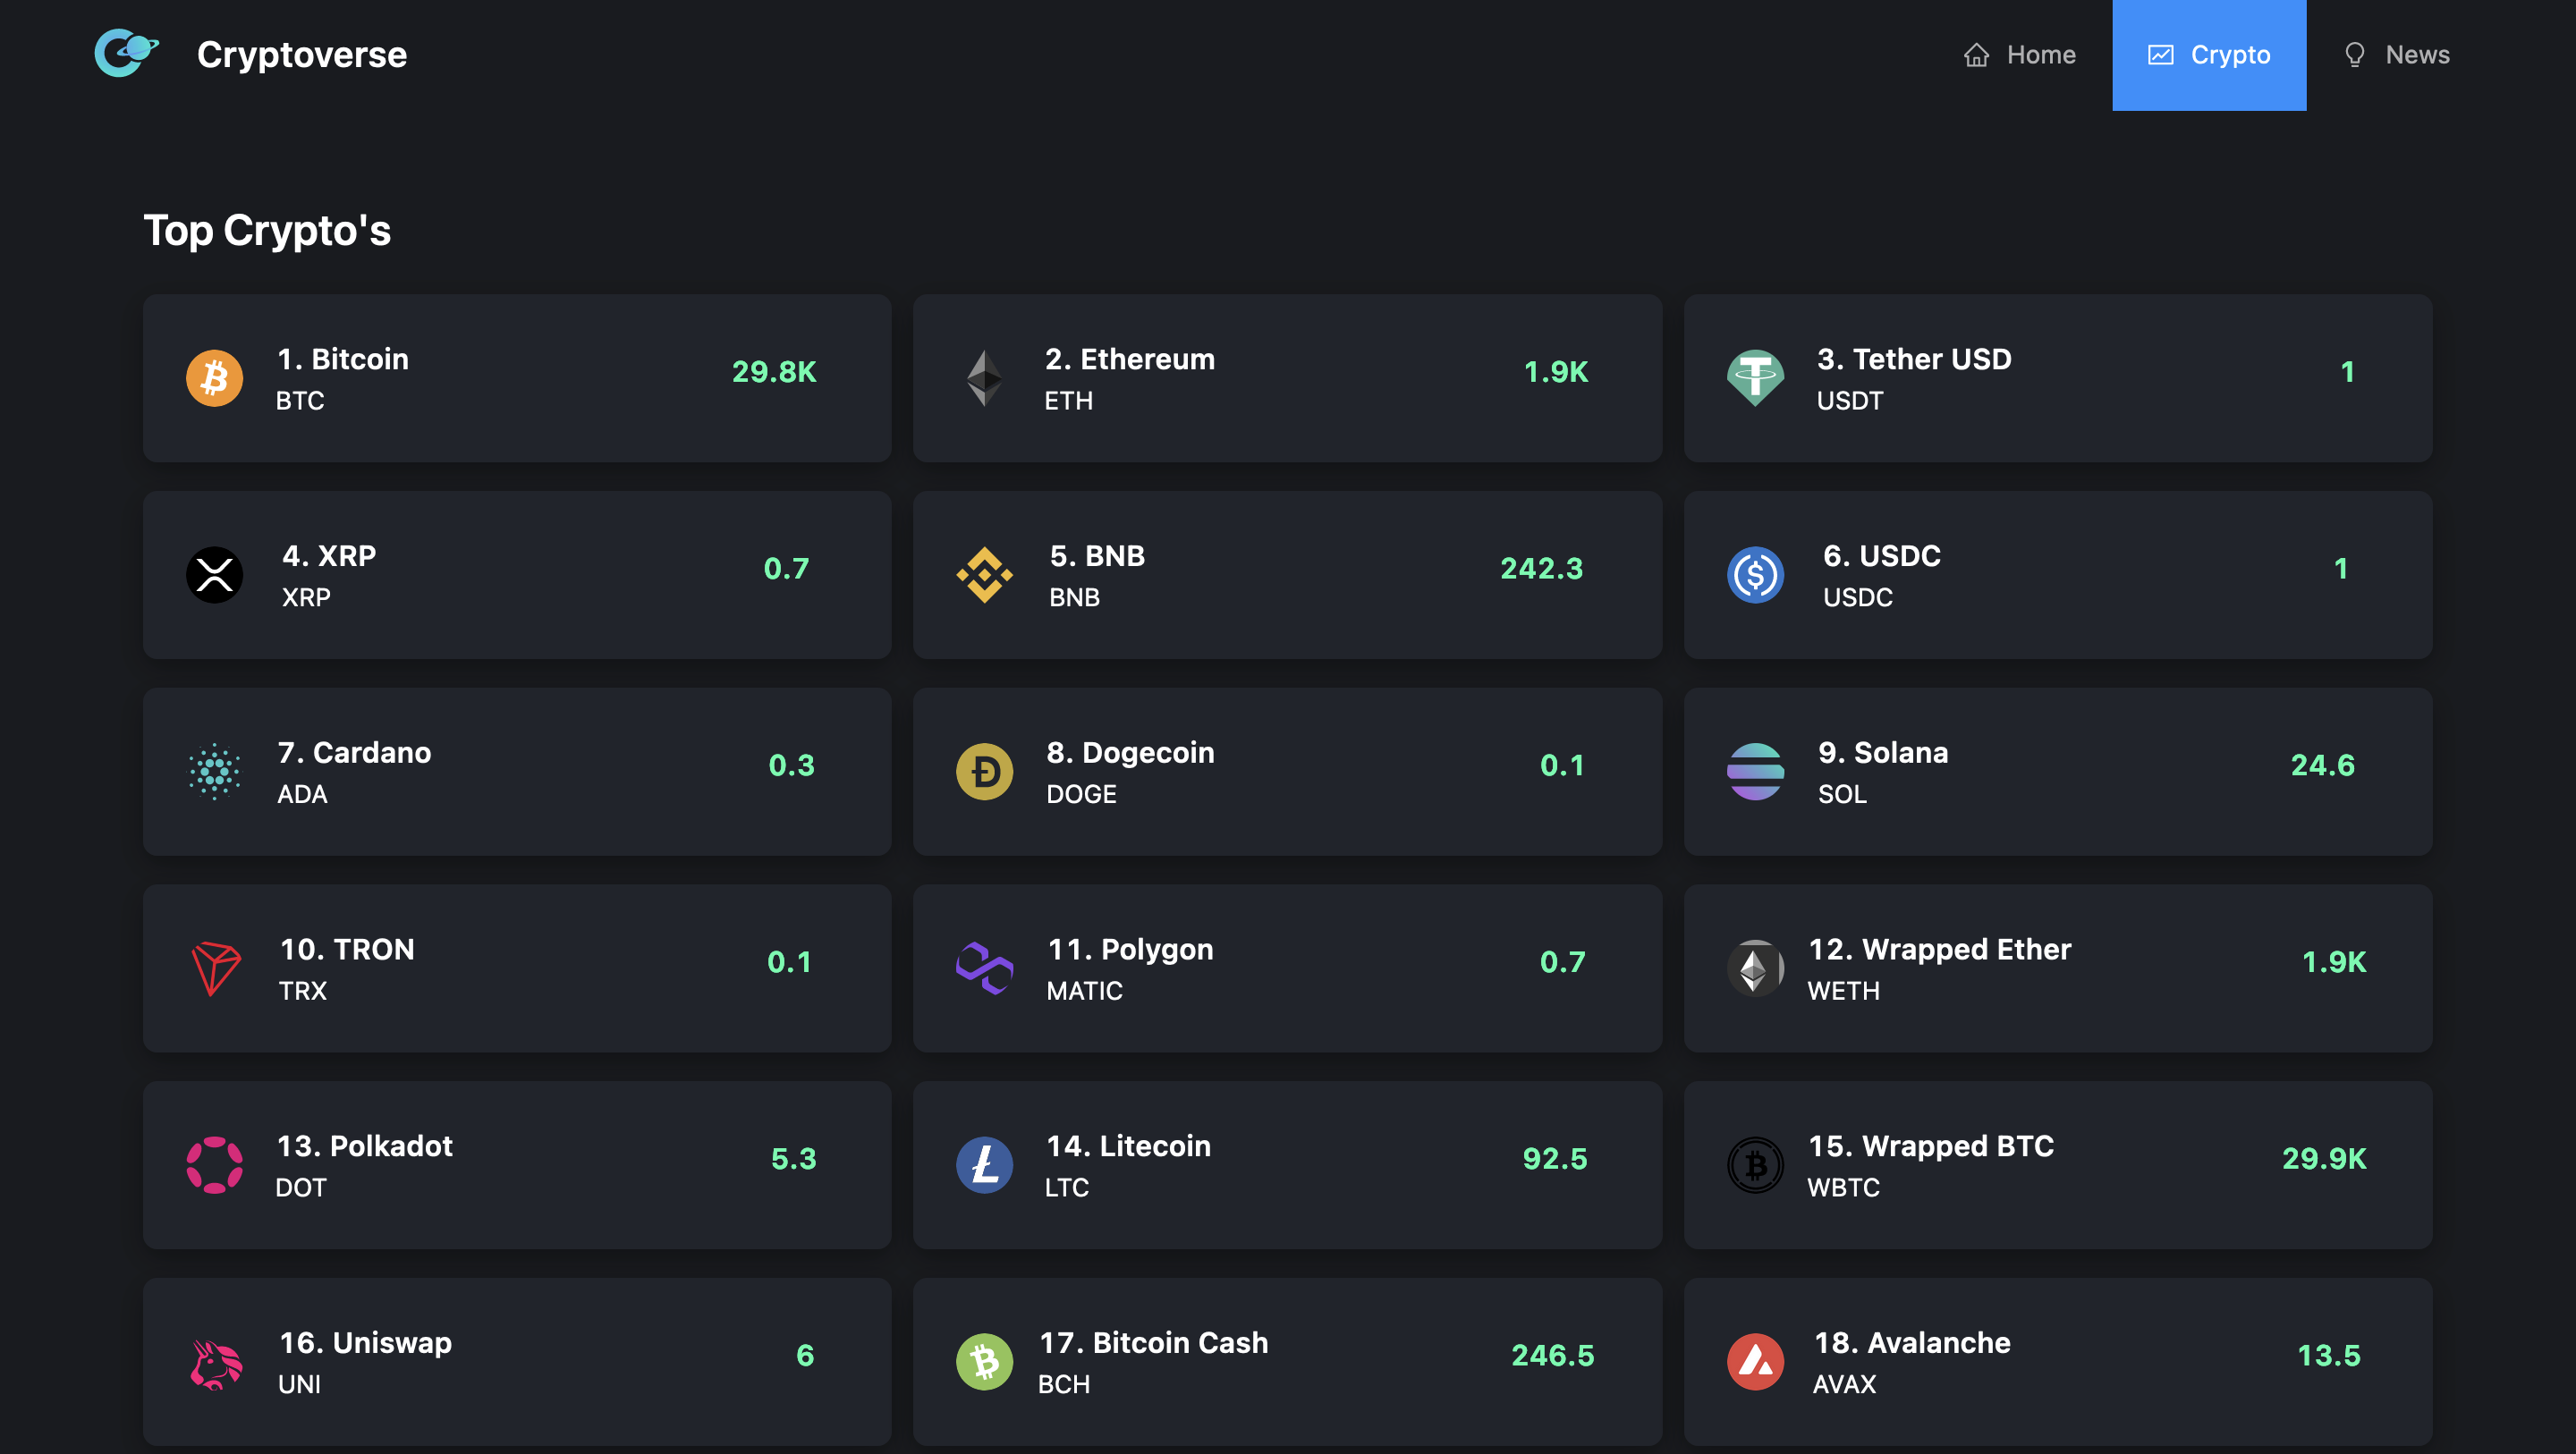 Cryptoverse
Home
Crypto
News
Top Crypto's
1. Bitcoin
BTC
29.8K
2. Ethereum
ETH
1.9K
3. Tether USD
USDT
1
4. XRP
XRP
0.7
5. BNB
BNB
242.3
6. USDC
USDC
1
7. Cardano
ADA
0.3
8. Dogecoin
DOGE
0.1
9. Solana
SOL
24.6
10. TRON
TRX
0.1
11. Polygon
MATIC
0.7
12. Wrapped Ether
WETH
1.9K
13. Polkadot
DOT
5.3
14. Litecoin
LTC
92.5
15. Wrapped BTC
WBTC
29.9K
16. Uniswap
UNI
6
17. Bitcoin Cash
BCH
246.5
18. Avalanche
AVAX
13.5